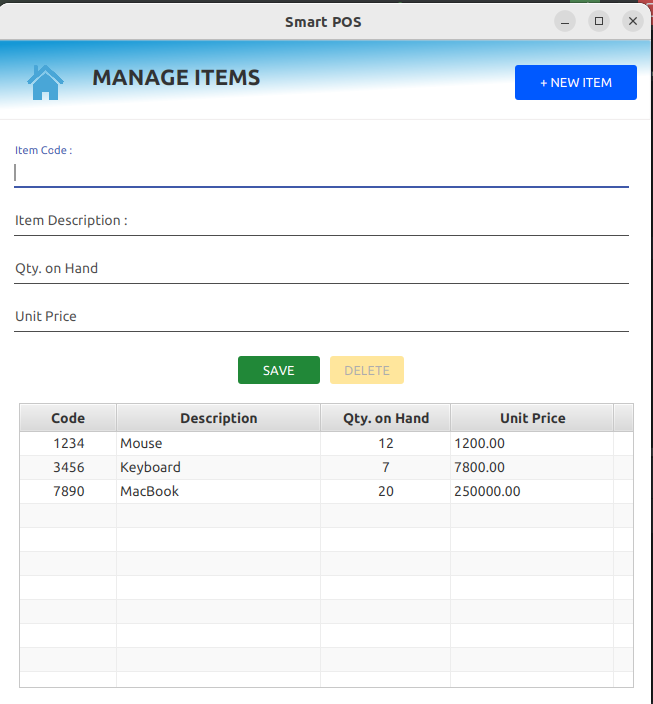 Smart POS
MANAGE ITEMS
+ NEW ITEM
Item Code :
Item Description :
Qty. on Hand
Unit Price
SAVE DELETE
Code Description Qty. on Hand Unit Price
1234 Mouse 12 1200.00
3456 Keyboard 7 7800.00
7890 MacBook 20 250000.00